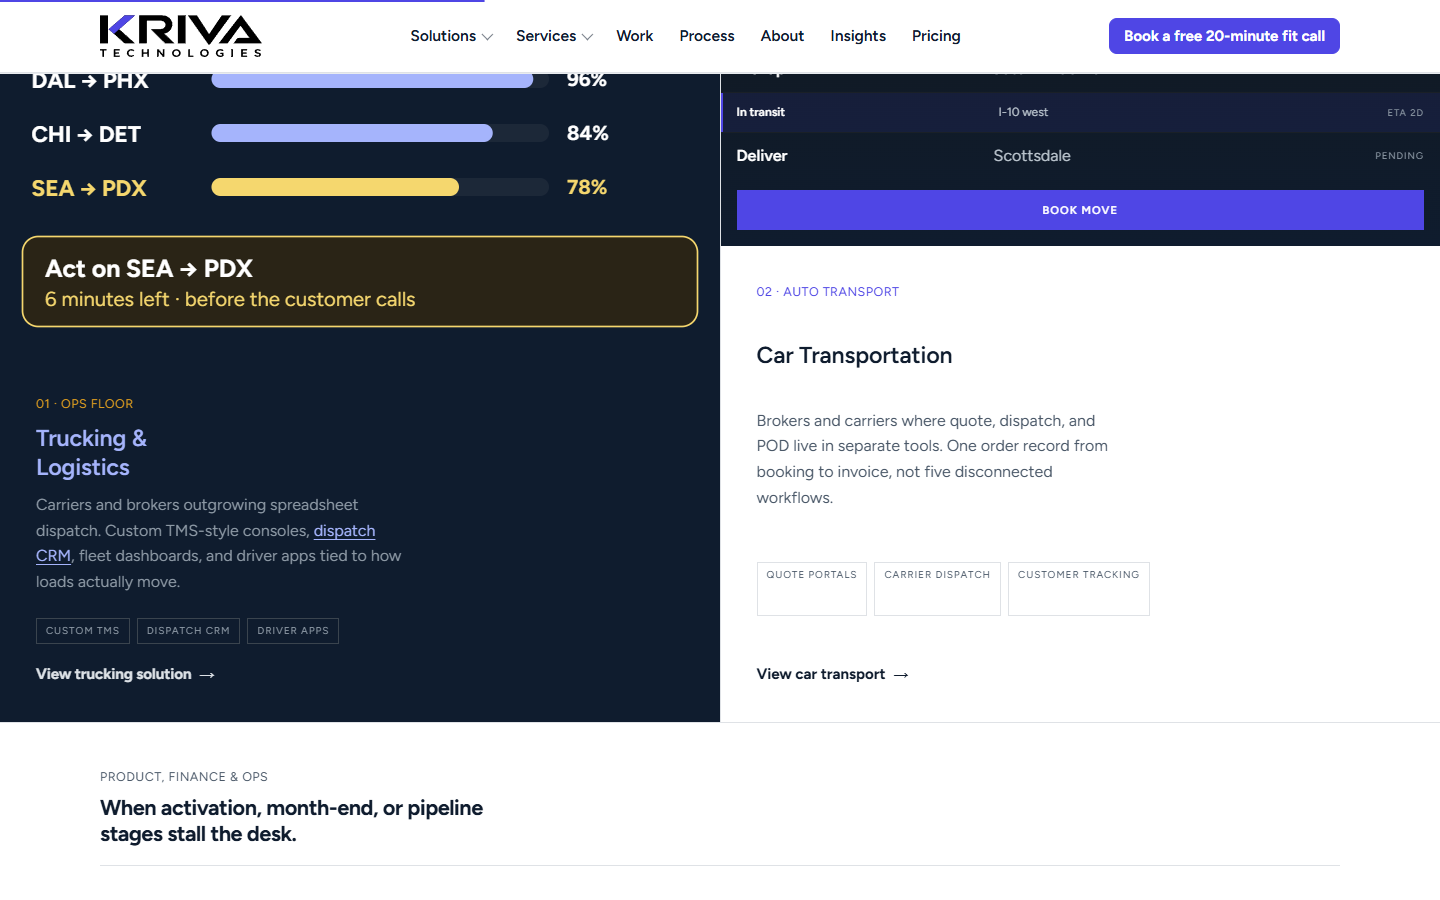 KRIVA
TECHNOLOGIES
Solutions
Services
Work
Process
About
Insights
Pricing
Book a free 20-minute fit call
DAL → PHX
96%
CHI → DET
84%
SEA → PDX
78%
Act on SEA → PDX
6 minutes left · before the customer calls
01 · OPS FLOOR
Trucking &
Logistics
Carriers and brokers outgrowing spreadsheet
dispatch. Custom TMS-style consoles, dispatch
CRM, fleet dashboards, and driver apps tied to how
loads actually move.
CUSTOM TMS
DISPATCH CRM
DRIVER APPS
View trucking solution →
In transit
I-10 west
ETA 2D
Deliver
Scottsdale
PENDING
BOOK MOVE
02 · AUTO TRANSPORT
Car Transportation
Brokers and carriers where quote, dispatch, and
POD live in separate tools. One order record from
booking to invoice, not five disconnected
workflows.
QUOTE PORTALS
CARRIER DISPATCH
CUSTOMER TRACKING
View car transport →
PRODUCT, FINANCE & OPS
When activation, month-end, or pipeline
stages stall the desk.